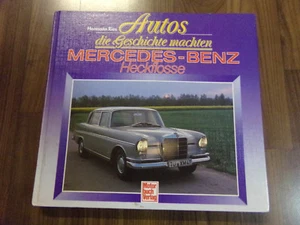 Autos
die Geschichte machten
MERCEDES-BENZ
Heckflosse
Motor
buch
Verlag